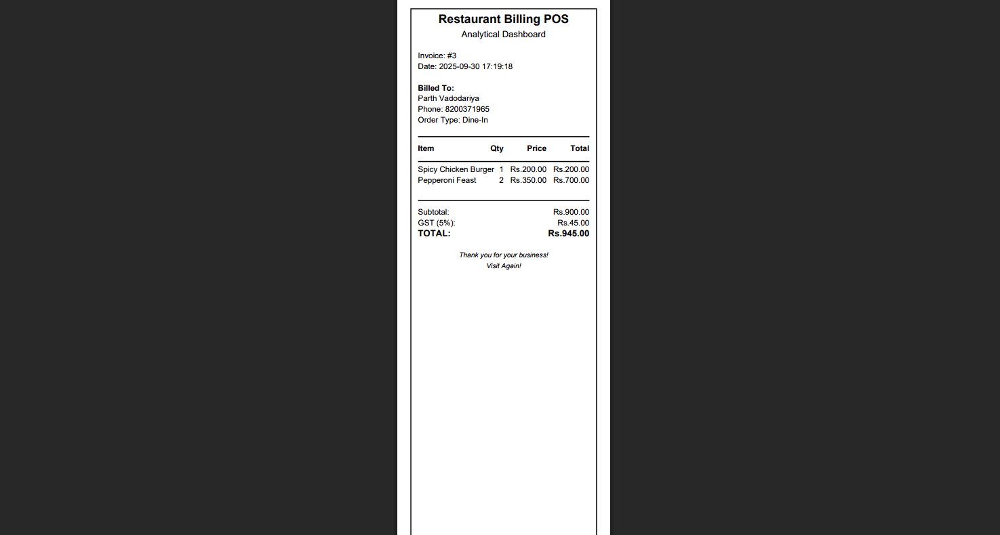 Restaurant Billing POS
Analytical Dashboard
Invoice: #3
Date: 2025-09-30 17:19:18
Billed To:
Parth Vadodariya
Phone: 8200371965
Order Type: Dine-In
Item Qty Price Total
Spicy Chicken Burger 1 Rs.200.00 Rs.200.00
Pepperoni Feast 2 Rs.350.00 Rs.700.00
Subtotal: Rs.900.00
GST (5%): Rs.45.00
TOTAL: Rs.945.00
Thank you for your business!
Visit Again!